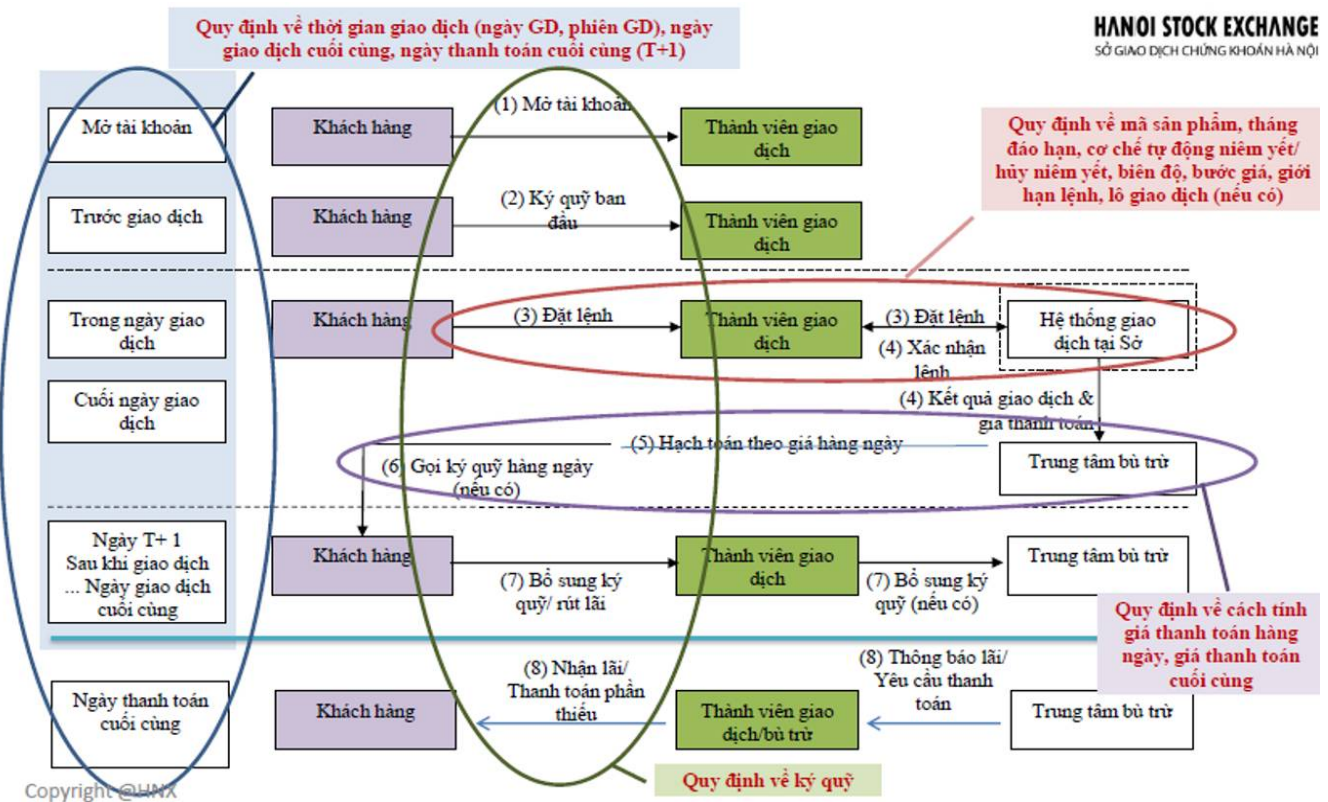 Quy định về thời gian giao dịch (ngày GD, phiên GD), ngày
giao dịch cuối cùng, ngày thanh toán cuối cùng (T+1)
HANOI STOCK EXCHANGE
SỞ GIAO DỊCH CHỨNG KHOÁN HÀ NỘI
Mở tài khoản
Khách hàng
(1) Mở tài khoản
Thành viên giao
dịch
Quy định về mã sản phẩm, tháng
đáo hạn, cơ chế tự động niêm yết/
hủy niêm yết, biên độ, bước giá, giới
hạn lệnh, lô giao dịch (nếu có)
Trước giao dịch
Khách hàng
(2) Ký quỹ ban
đầu
Thành viên giao
dịch
Trong ngày giao
dịch
Khách hàng
(3) Đặt lệnh
Thành viên giao
dịch
(3) Đặt lệnh
(4) Xác nhận
lệnh
Hệ thống giao
dịch tại Sở
Cuối ngày giao
dịch
(4) Kết quả giao dịch &
giá thanh toán
(5) Hạch toán theo giá hàng ngày
(6) Gọi ký quỹ hàng ngày
(nếu có)
Trung tâm bù trừ
Ngày T+ 1
Sau khi giao dịch
... Ngày giao dịch
cuối cùng
Khách hàng
(7) Bổ sung ký
quỹ/ rút lãi
Thành viên giao
dịch
(7) Bổ sung ký
quỹ (nếu có)
Trung tâm bù trừ
Quy định về cách tính
giá thanh toán hàng
ngày, giá thanh toán
cuối cùng
Ngày thanh toán
cuối cùng
Khách hàng
(8) Nhận lãi/
Thanh toán phần
thiếu
Thành viên giao
dịch/bù trừ
(8) Thông báo lãi/
Yêu cầu thanh
toán
Trung tâm bù trừ
Quy định về ký quỹ
Copyright @HNX